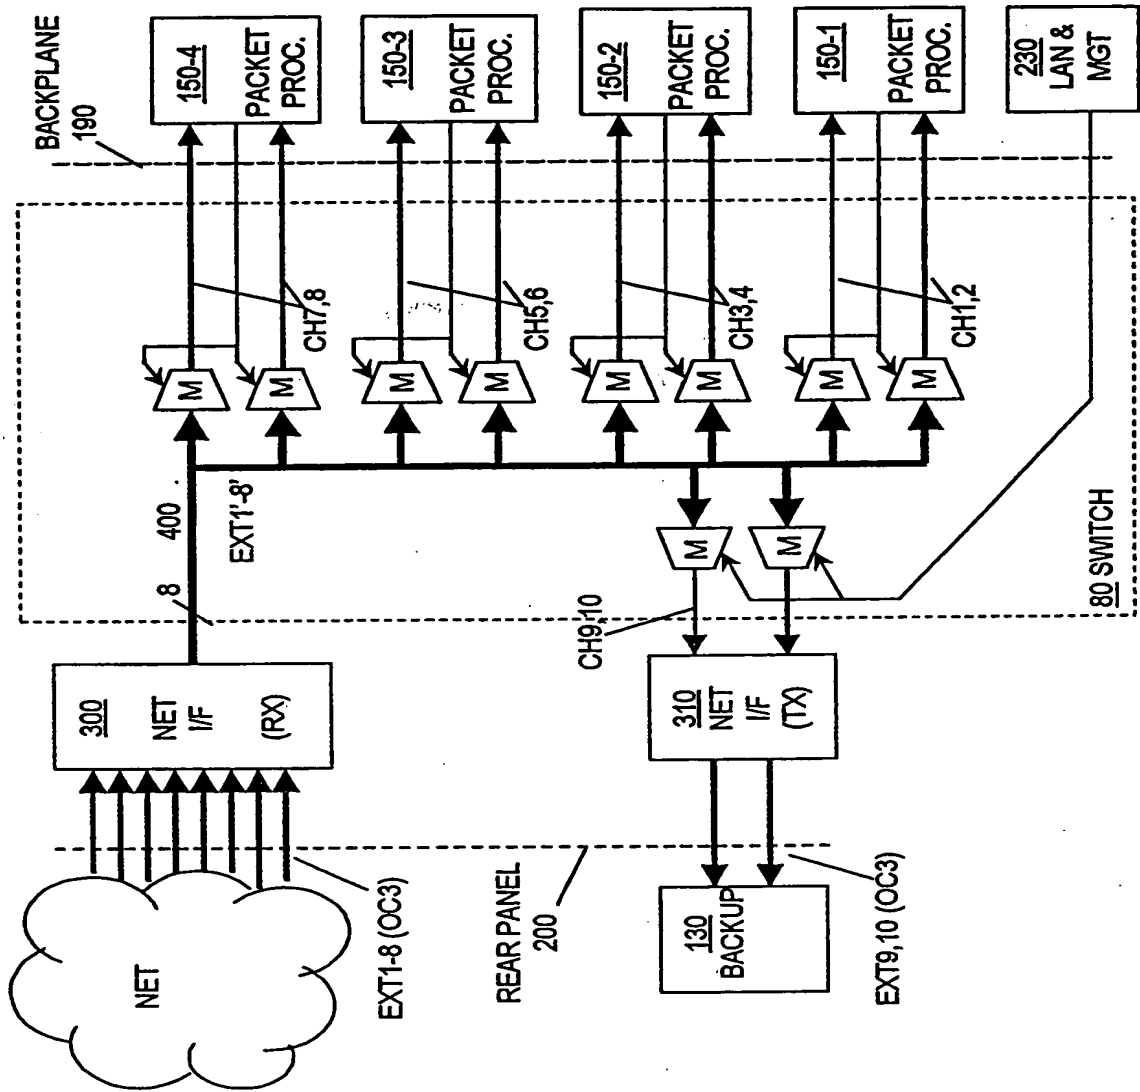 BACKPLANE
190
150-4
PACKET
PROC.
150-3
PACKET
PROC.
150-2
PACKET
PROC.
150-1
PACKET
PROC.
230
LAN &
MGT
CH7,8
CH5,6
CH3,4
CH1,2
M
M
M
M
M
M
M
M
400
EXT1'-8'
8
M
M
CH9,10
80 SWITCH
300
NET
I/F
(RX)
310
NET
I/F
(TX)
NET
EXT1-8 (OC3)
REAR PANEL
200
130
BACKUP
EXT9,10 (OC3)